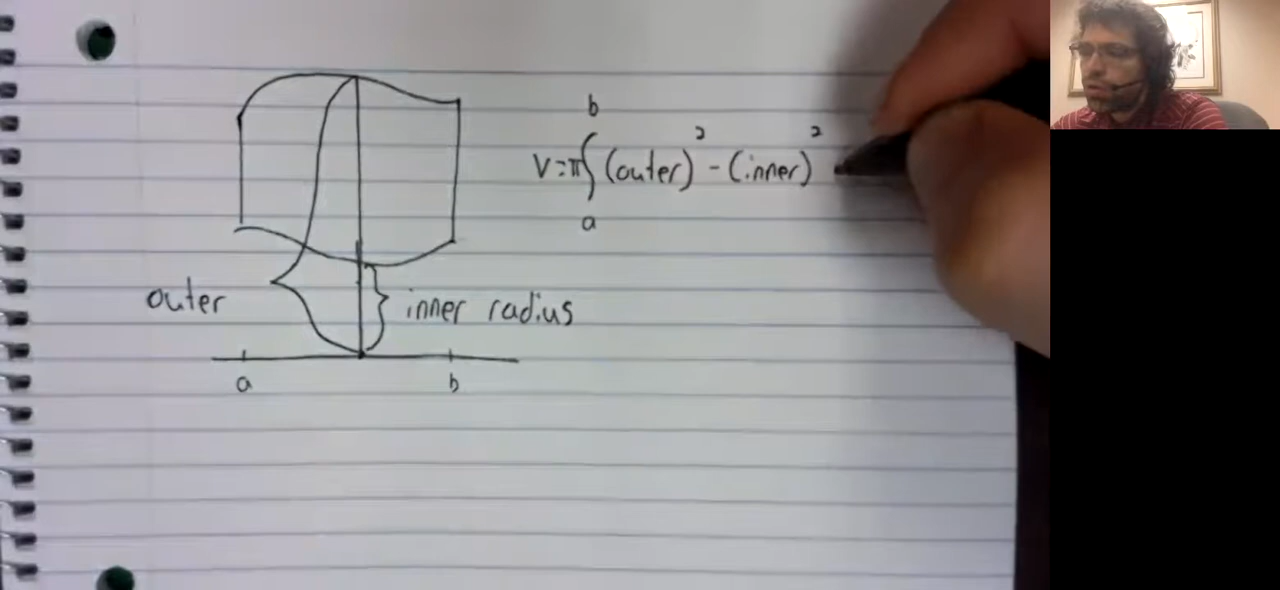 b
V=π∫(outer)² - (inner)²
a
outer
inner radius
a
b